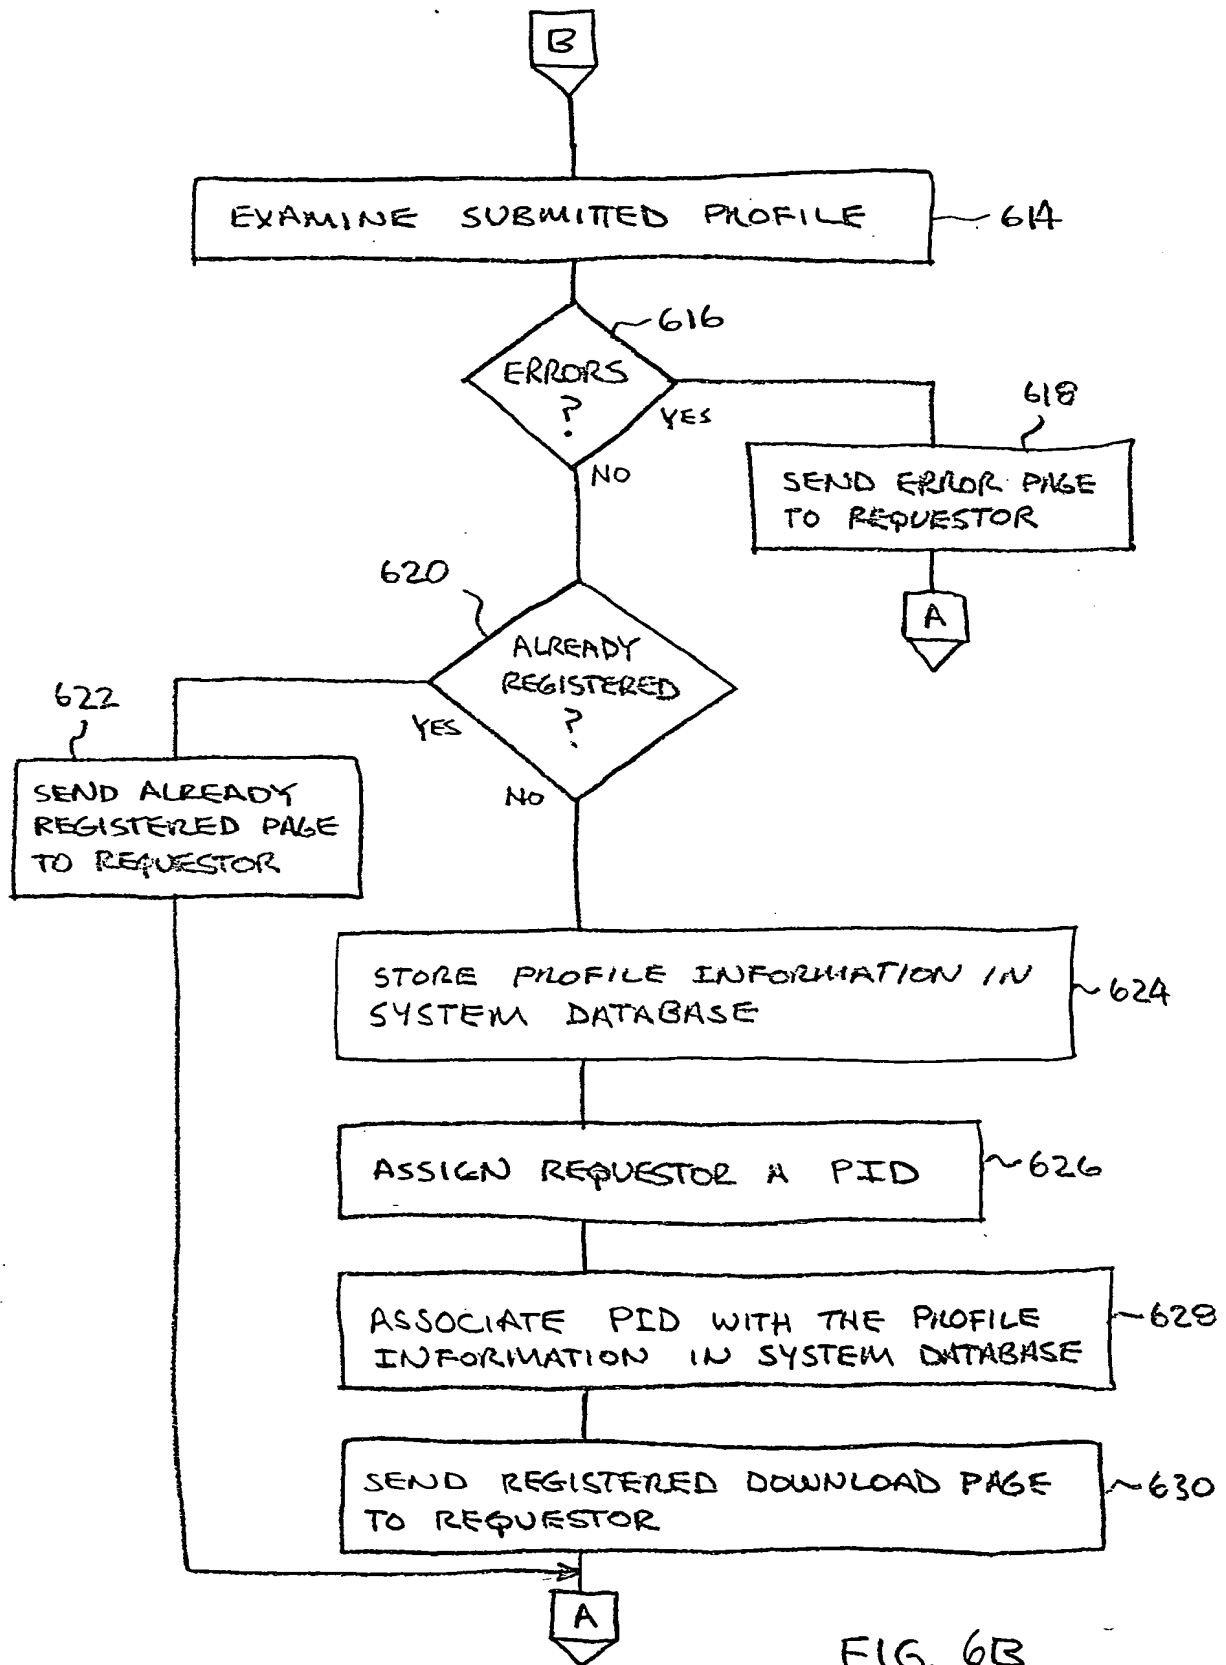 B
EXAMINE SUBMITTED PROFILE
614
616
ERRORS
?
YES
NO
618
SEND ERROR PAGE
TO REQUESTOR
A
620
ALREADY
REGISTERED
?
YES
NO
622
SEND ALREADY
REGISTERED PAGE
TO REQUESTOR
STORE PROFILE INFORMATION IN
SYSTEM DATABASE
624
ASSIGN REQUESTOR A PID
626
ASSOCIATE PID WITH THE PROFILE
INFORMATION IN SYSTEM DATABASE
628
SEND REGISTERED DOWNLOAD PAGE
TO REQUESTOR
630
A
FIG. 6B